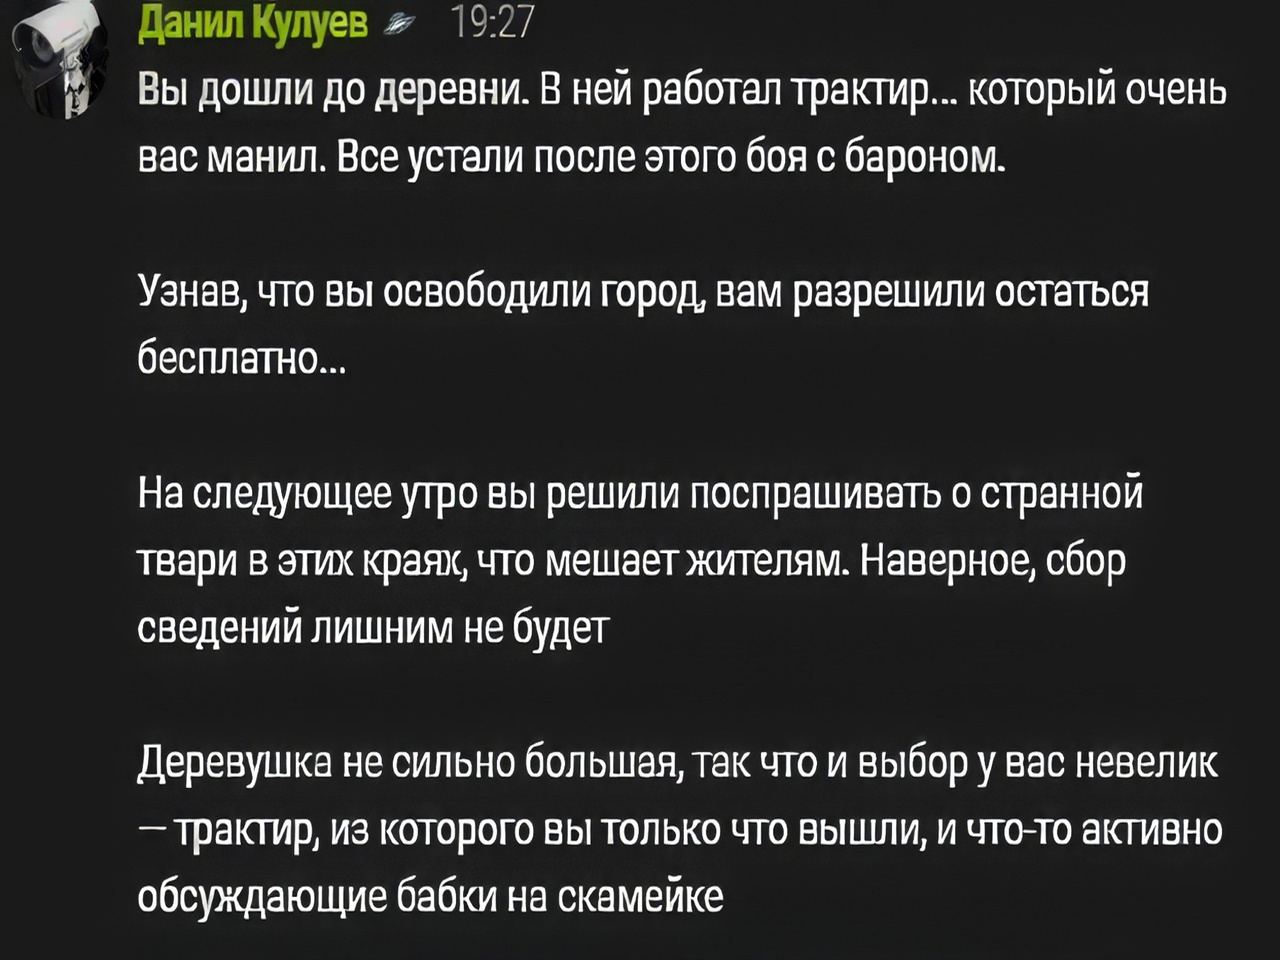 Данил Кулуев 19:27
Вы дошли до деревни. В ней работал трактир... который очень
вас манил. Все устали после этого боя с бароном.
Узнав, что вы освободили город, вам разрешили остаться
бесплатно...
На следующее утро вы решили поспрашивать о странной
твари в этих краях, что мешает жителям. Наверное, сбор
сведений лишним не будет
Деревушка не сильно большая, так что и выбор у вас невелик
— трактир, из которого вы только что вышли, и что-то активно
обсуждающие бабки на скамейке